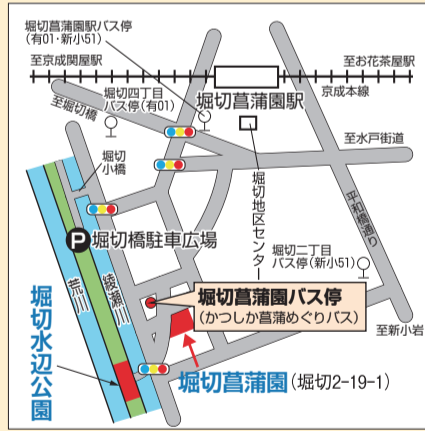 堀切菖蒲園駅バス停
(有01・新小51)
至京成関屋駅
至お花茶屋駅
京成本線
堀切四丁目
バス停(有01)
堀切菖蒲園駅
至堀切橋
至水戸街道
堀切
小橋
堀切地区センター
平和橋通り
P 堀切橋駐車広場
堀切二丁目
バス停(新小51)
荒川
綾瀬川
堀切菖蒲園バス停
(かつしか菖蒲めぐりバス)
至新小岩
堀切水辺公園
堀切菖蒲園(堀切2-19-1)